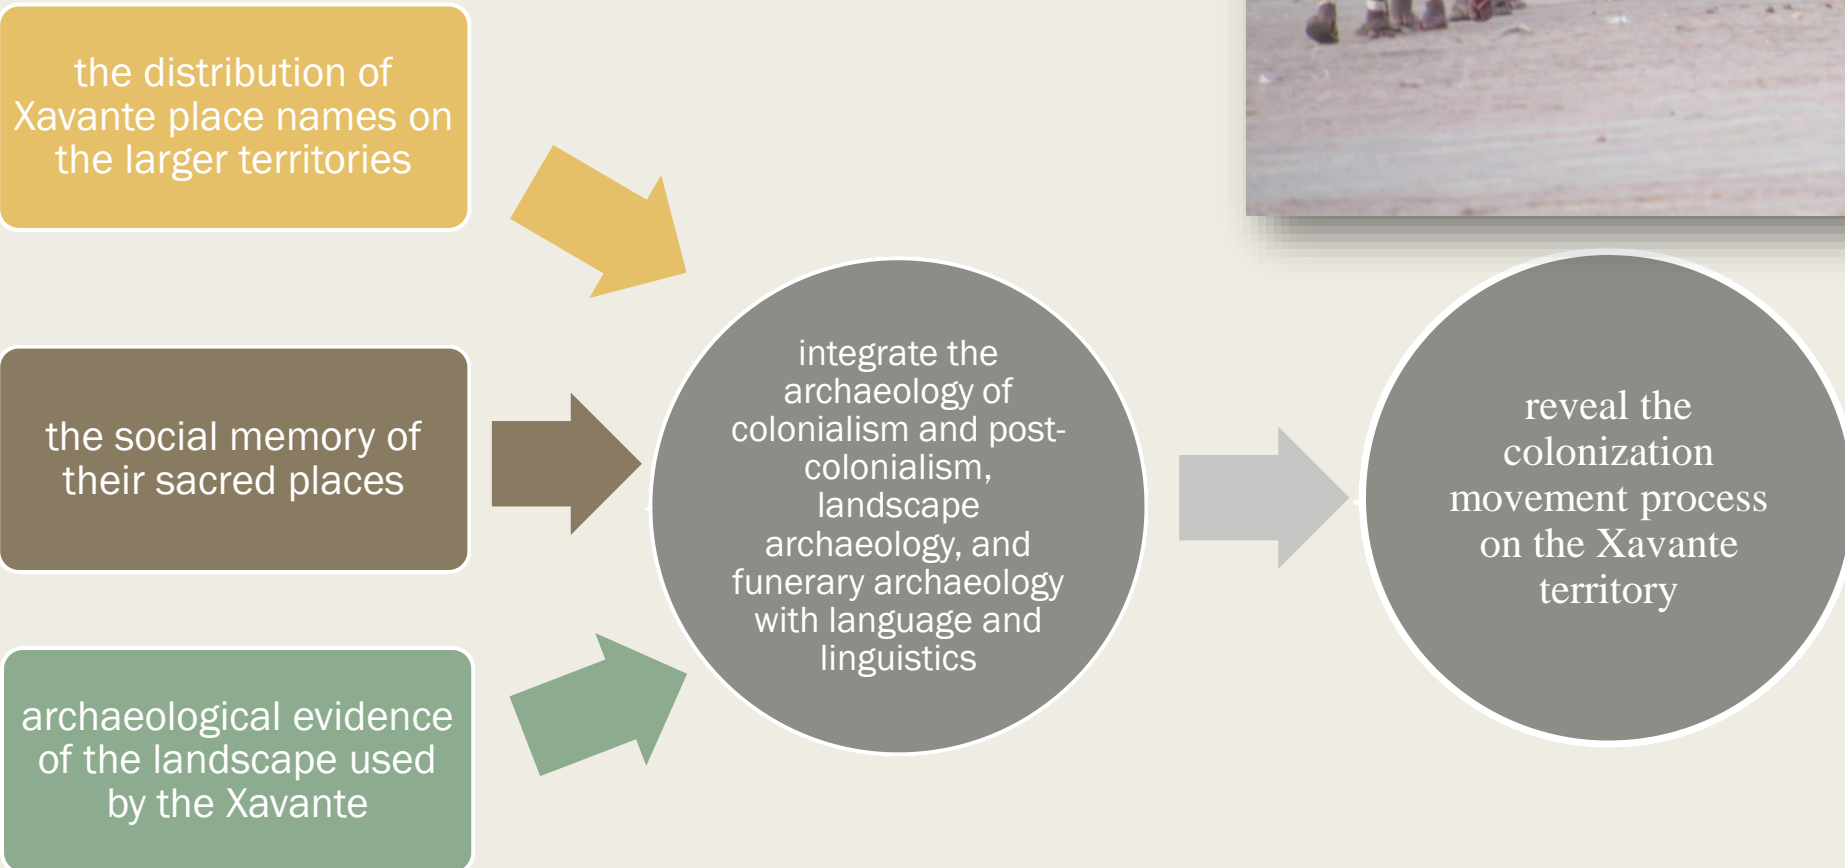 the distribution of
Xavante place names on
the larger territories
the social memory of
their sacred places
archaeological evidence
of the landscape used
by the Xavante
integrate the
archaeology of
colonialism and post-
colonialism,
landscape
archaeology, and
funerary archaeology
with language and
linguistics
reveal the
colonization
movement process
on the Xavante
territory